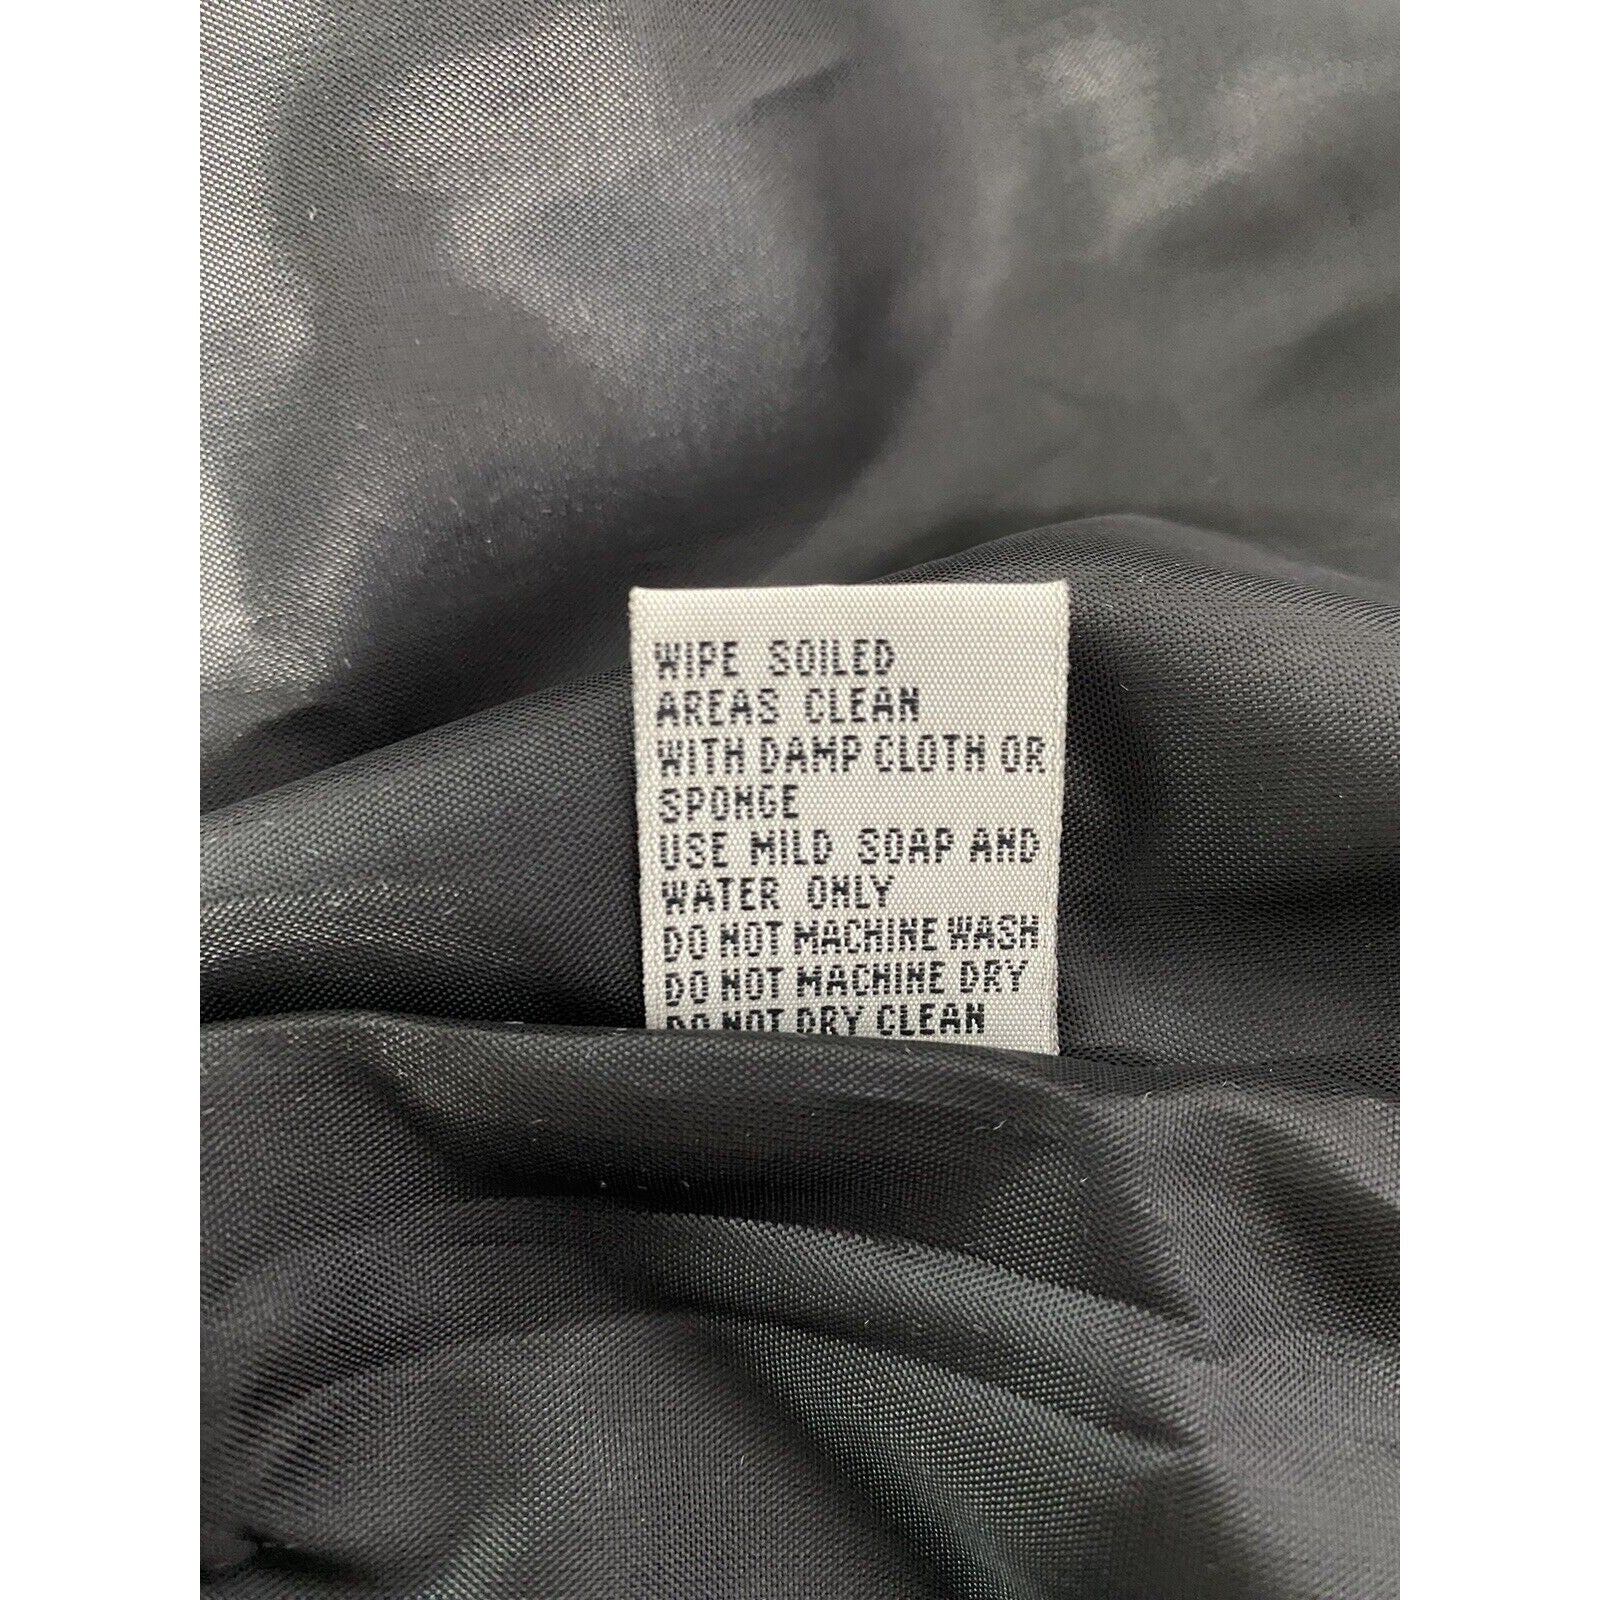 WIPE SOILED
AREAS CLEAN
WITH DAMP CLOTH OR
SPONGE
USE MILD SOAP AND
WATER ONLY
DO NOT MACHINE WASH
DO NOT MACHINE DRY
DO NOT DRY CLEAN